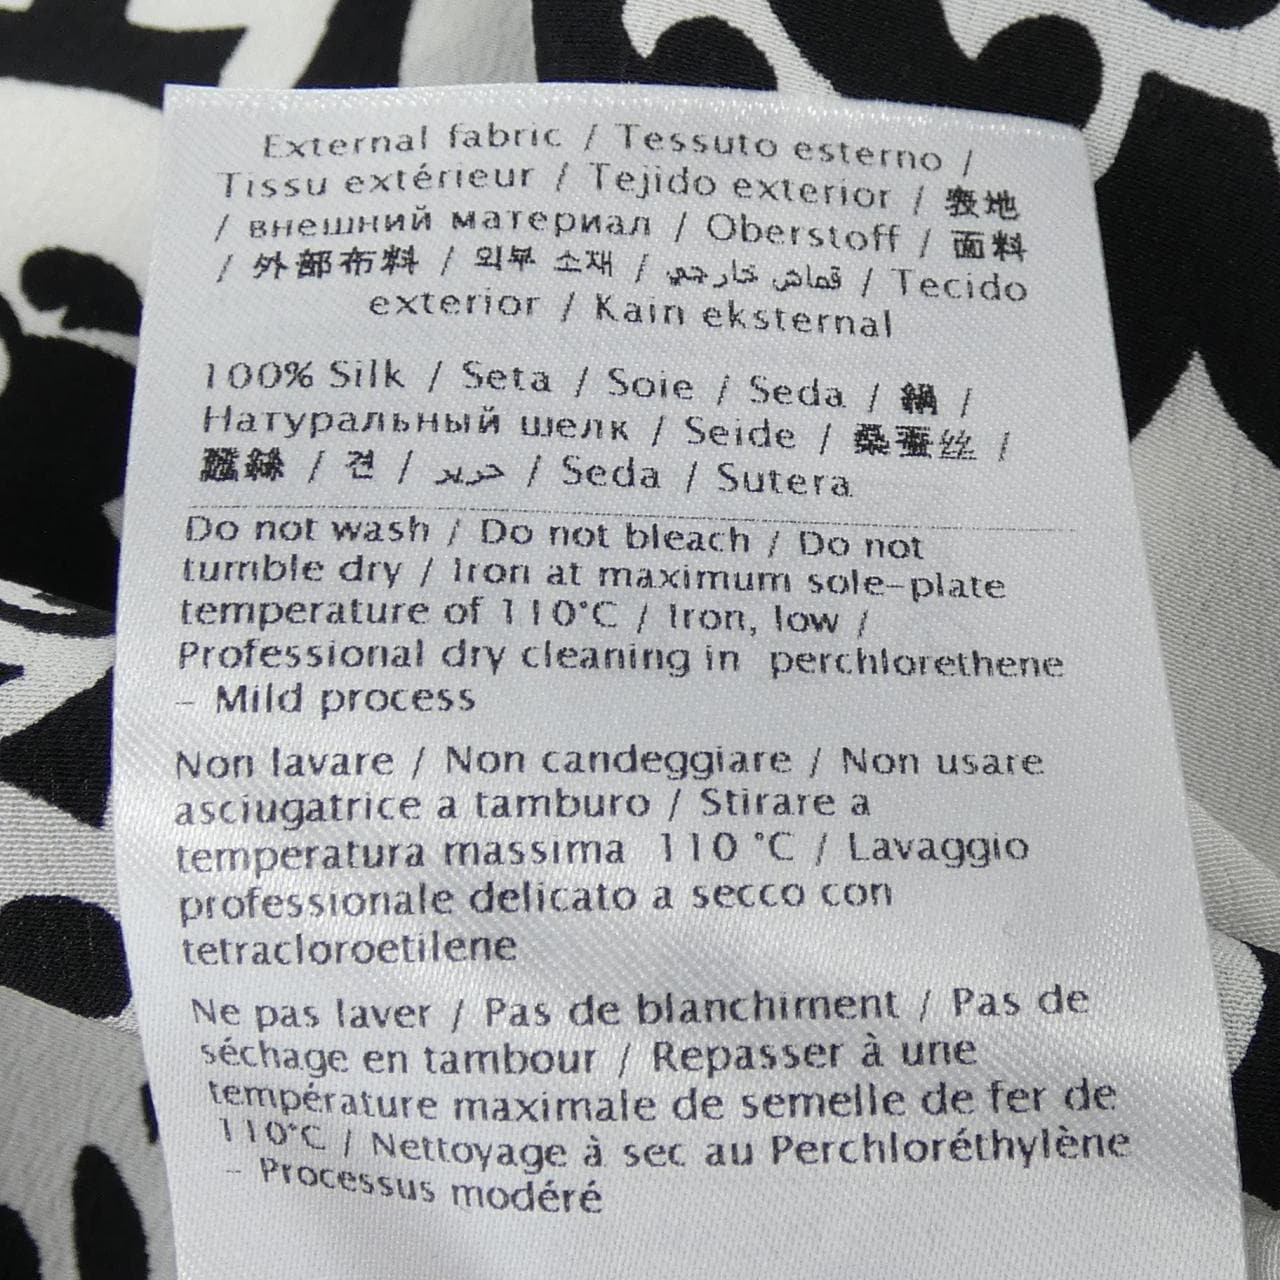 External fabric / Tessuto esterno /
Tissu extérieur / Tejido exterior / 表地
/ внешний материал / Oberstoff / 面料
/ 外部布料 / 외부 소재 / قماش خارجي / Tecido
exterior / Kain eksternal
100% Silk / Seta / Soie / Seda / 絹 /
Натуральный шелк / Seide / 桑蚕丝 /
蠶絲 / 견 / حرير / Seda / Sutera
Do not wash / Do not bleach / Do not
tumble dry / Iron at maximum sole-plate
temperature of 110°C / Iron, low /
Professional dry cleaning in perchlorethene
- Mild process
Non lavare / Non candeggiare / Non usare
asciugatrice a tamburo / Stirare a
temperatura massima 110 °C / Lavaggio
professionale delicato a secco con
tetracloroetilene
Ne pas laver / Pas de blanchiment / Pas de
séchage en tambour / Repasser à une
température maximale de semelle de fer de
110°C / Nettoyage à sec au Perchloréthylène
- Processus modéré